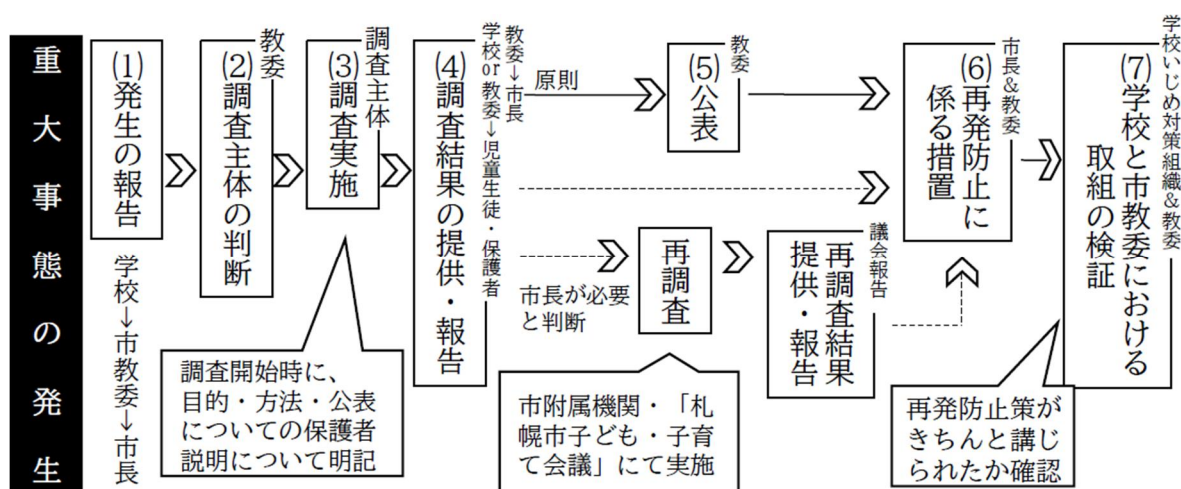 重大事態の発生
(1)発生の報告
学校→市教委→市長
(2)調査主体の判断
教委
(3)調査実施
調査主体
調査開始時に、
目的・方法・公表
についての保護者
説明について明記
(4)調査結果の提供・報告
教委→市長
学校or教委→児童生徒・保護者
原則
(5)公表
教委
市長が必要
と判断
再調査
市附属機関・「札
幌市子ども・子育
て会議」にて実施
再調査結果
提供・報告
議会報告
(6)再発防止に
係る措置
市長&教委
(7)学校と市教委における
取組の検証
学校いじめ対策組織&教委
再発防止策が
きちんと講じ
られたか確認